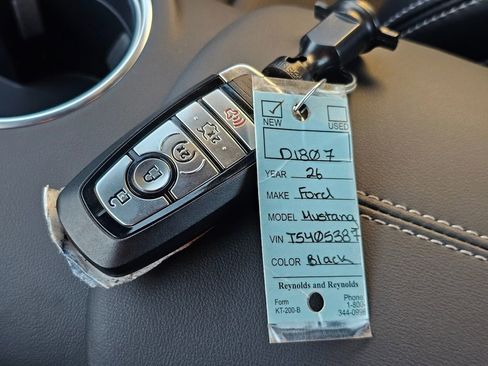 NEW USED
D1807
YEAR 26
MAKE Ford
MODEL Mustang
VIN T5405387
COLOR Black
Reynolds and Reynolds
Form Phone
KT-200-B 1-800-
344-0996